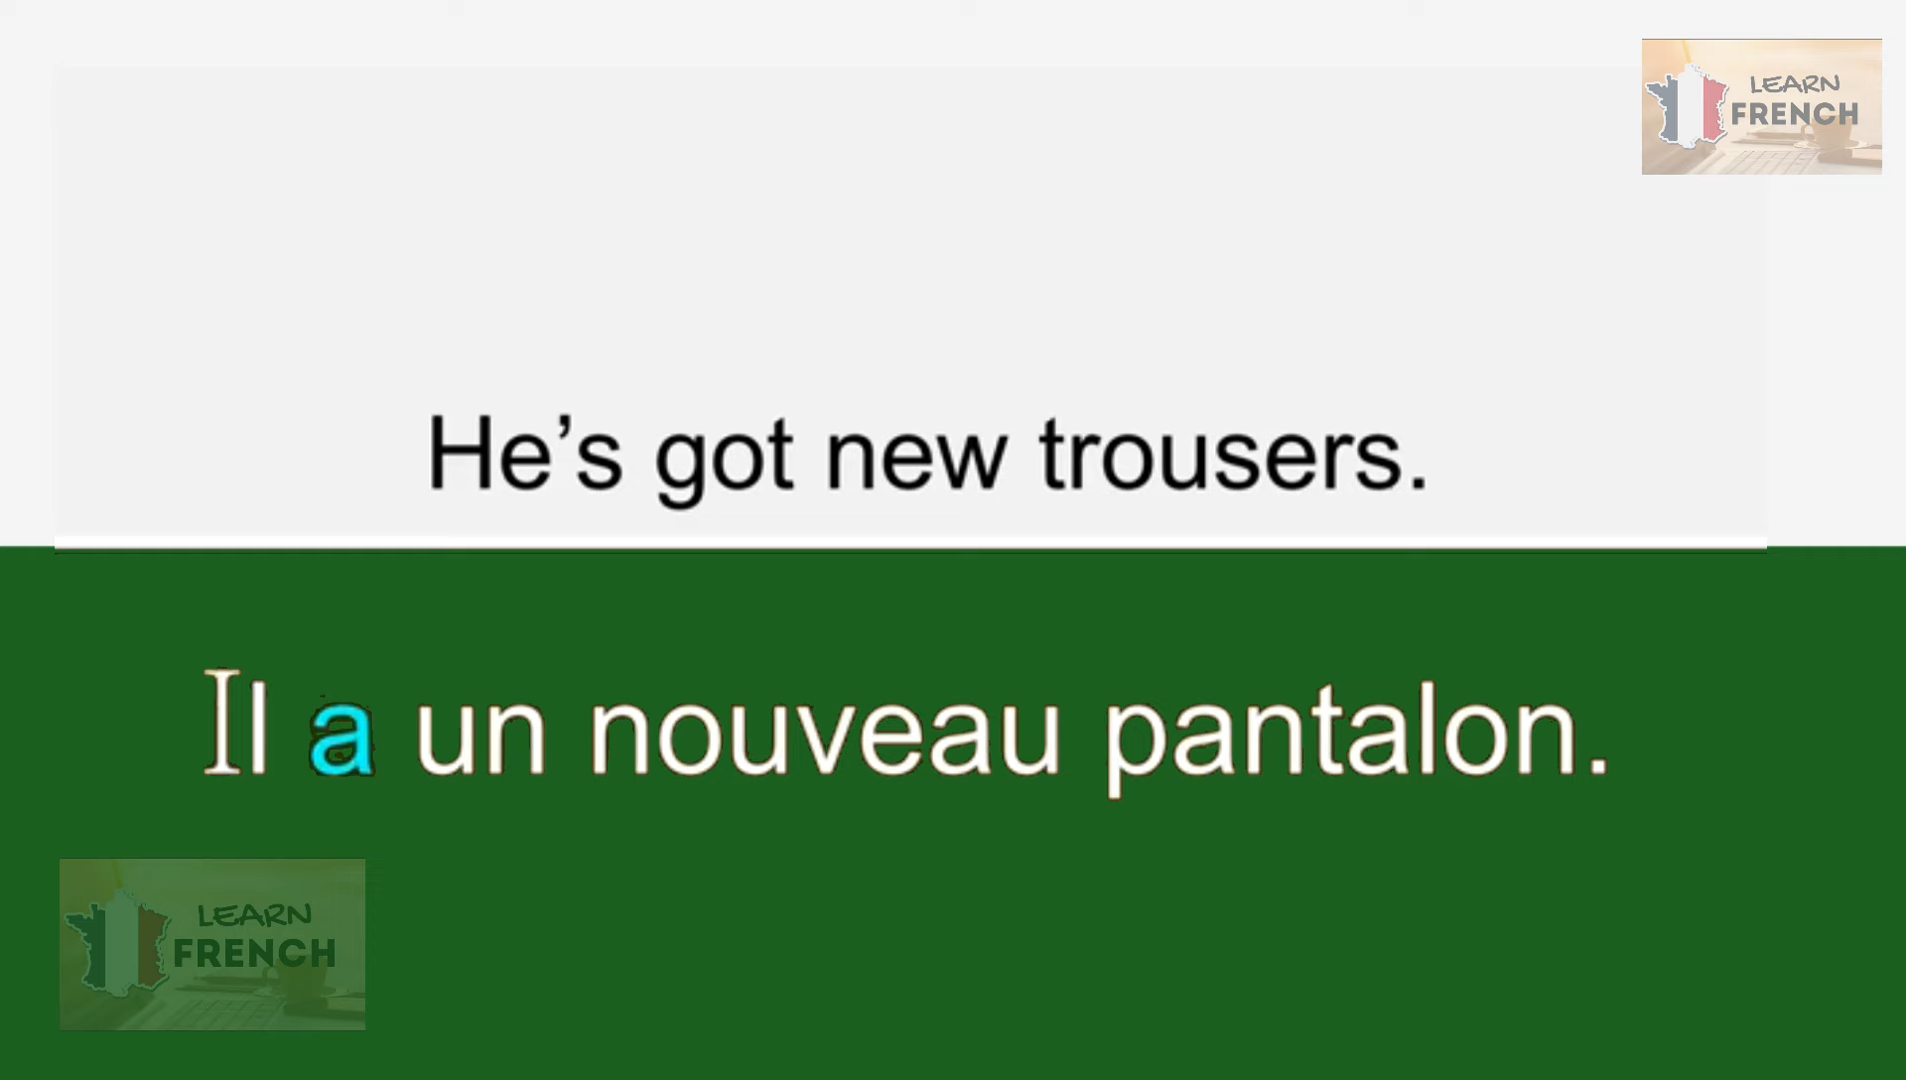 LEARN
FRENCH
He’s got new trousers.
Il a un nouveau pantalon.
LEARN
FRENCH